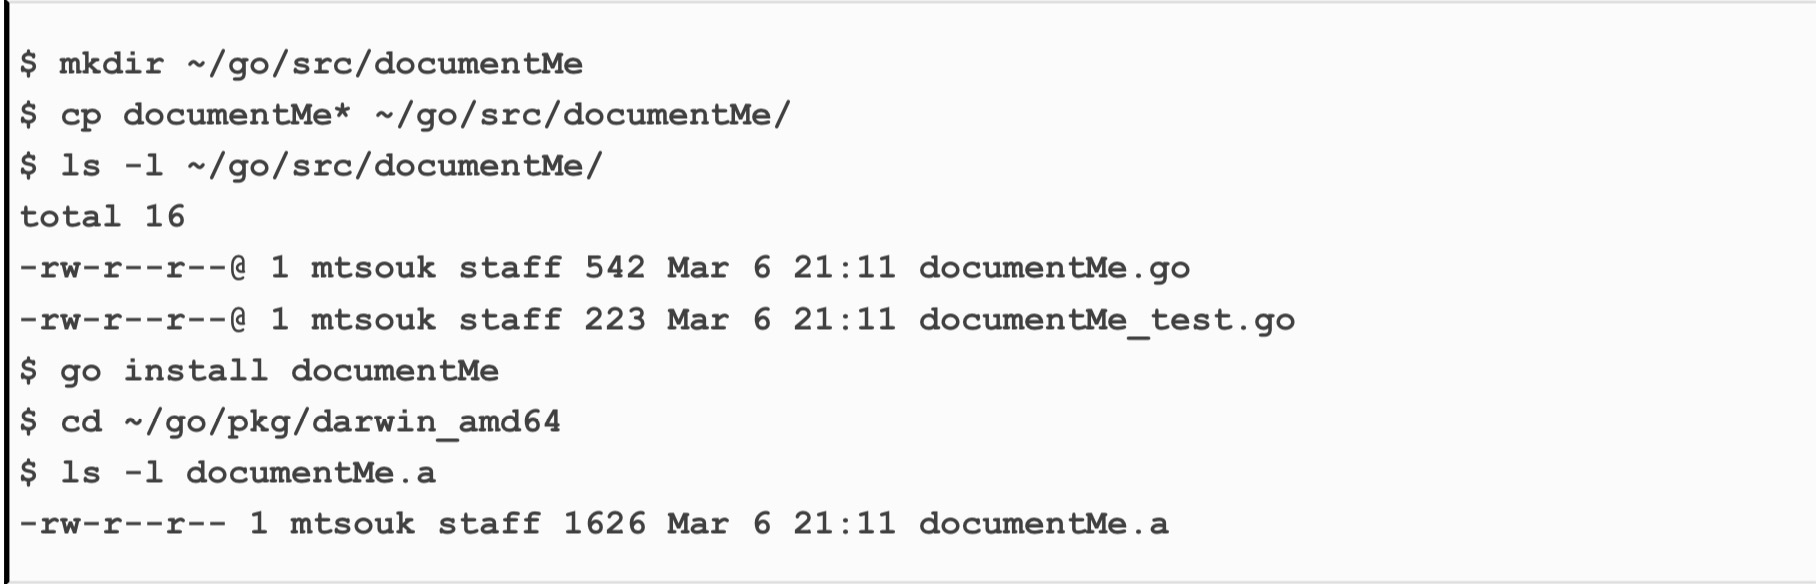 $ mkdir ~/go/src/documentMe
$ cp documentMe* ~/go/src/documentMe/
$ ls -l ~/go/src/documentMe/
total 16
-rw-r--r--@ 1 mtsouk staff 542 Mar 6 21:11 documentMe.go
-rw-r--r--@ 1 mtsouk staff 223 Mar 6 21:11 documentMe_test.go
$ go install documentMe
$ cd ~/go/pkg/darwin_amd64
$ ls -l documentMe.a
-rw-r--r-- 1 mtsouk staff 1626 Mar 6 21:11 documentMe.a